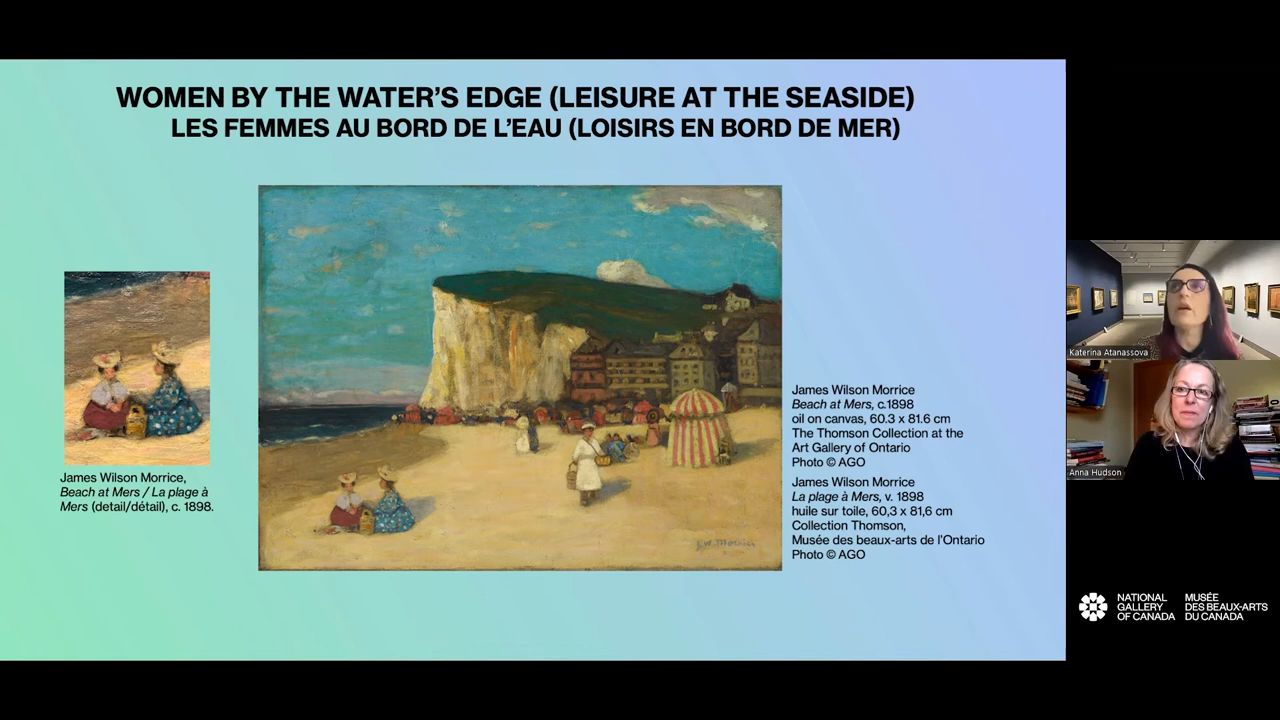 WOMEN BY THE WATER'S EDGE (LEISURE AT THE SEASIDE)
LES FEMMES AU BORD DE L'EAU (LOISIRS EN BORD DE MER)
James Wilson Morrice,
Beach at Mers / La plage à
Mers (detail/détail), c. 1898.
James Wilson Morrice
Beach at Mers, c.1898
oil on canvas, 60.3 x 81.6 cm
The Thomson Collection at the
Art Gallery of Ontario
Photo © AGO
James Wilson Morrice
La plage à Mers, v. 1898
huile sur toile, 60,3 x 81,6 cm
Collection Thomson,
Musée des beaux-arts de l'Ontario
Photo © AGO
Katerina Atanassova
Anna Hudson
NATIONAL
GALLERY
OF CANADA
MUSÉE
DES BEAUX-ARTS
DU CANADA